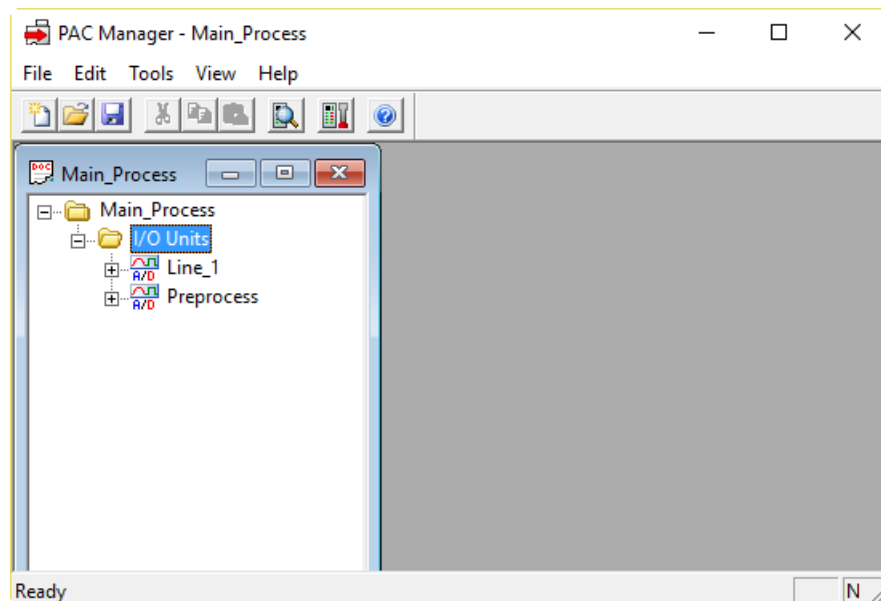 PAC Manager - Main_Process
File Edit Tools View Help
Main_Process
Main_Process
I/O Units
A/D Line_1
A/D Preprocess
Ready
N